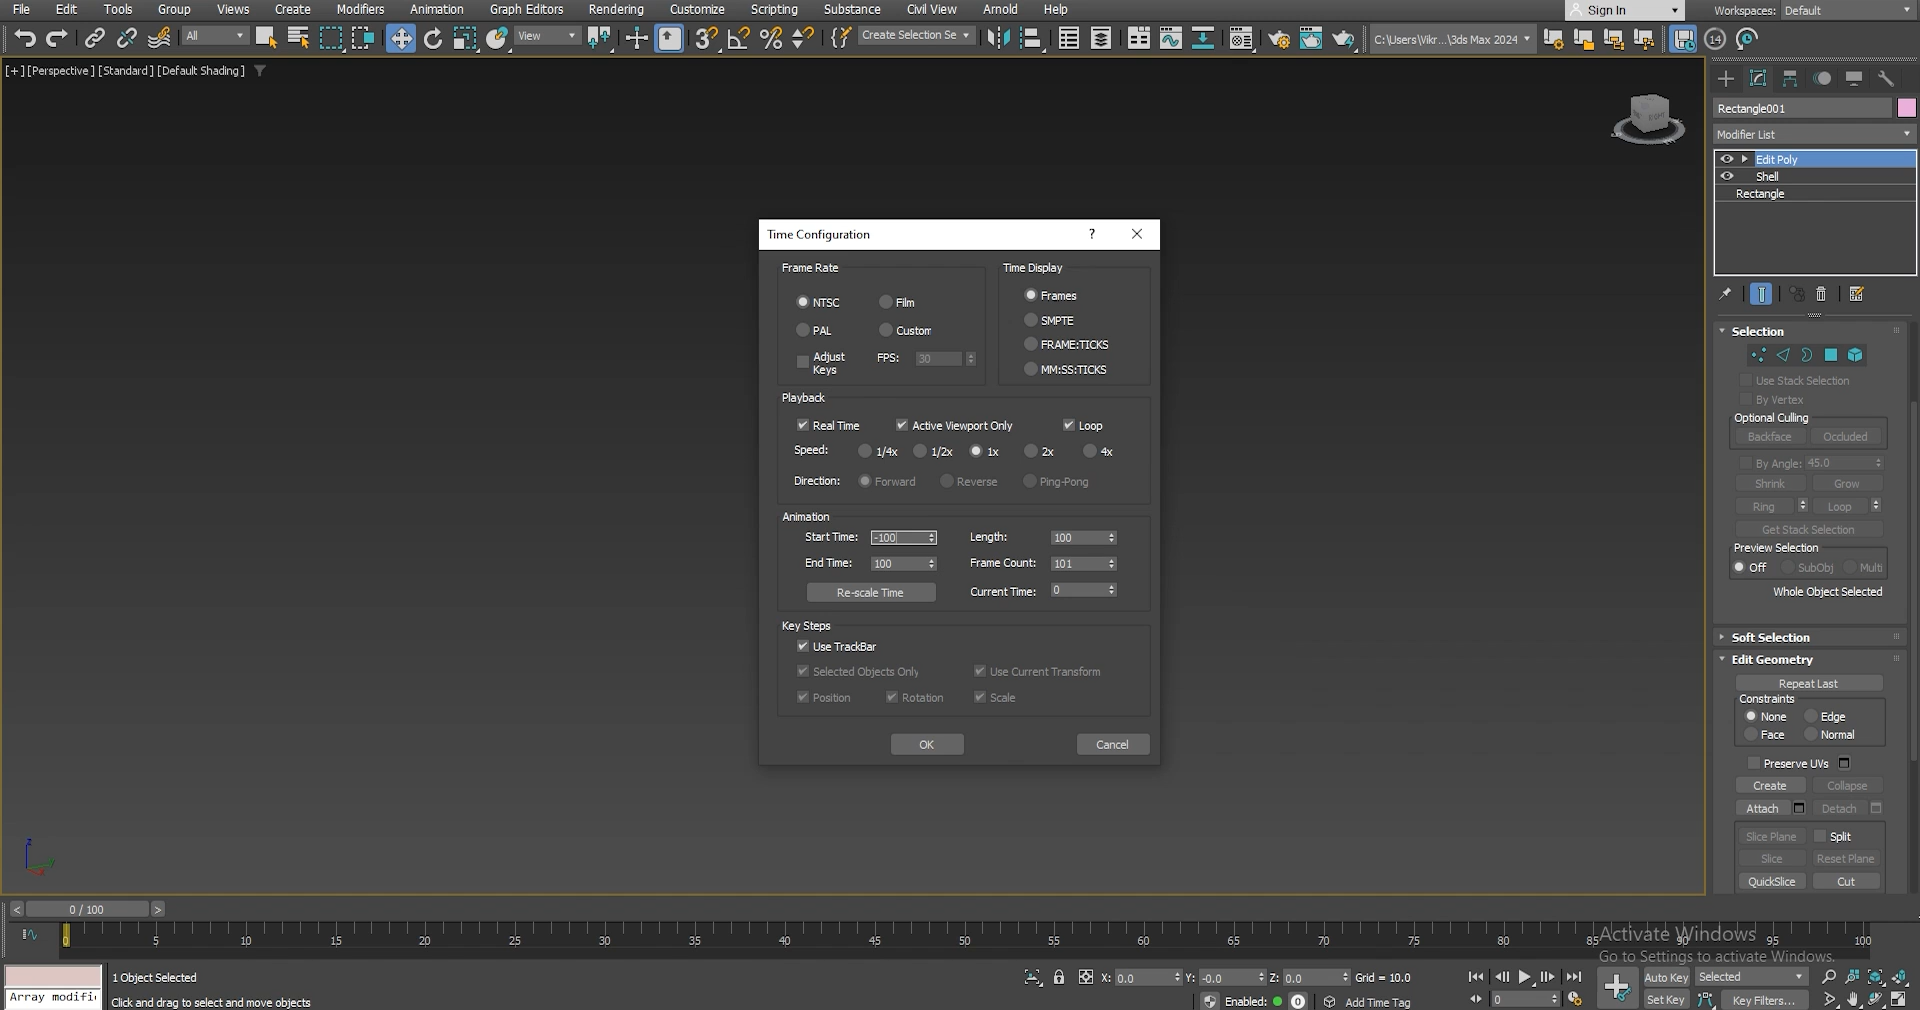 File Edit Tools Group Views Create Modifiers Animation Graph Editors Rendering Customize Scripting Substance Civil View Arnold Help Sign In Workspaces: Default
All View 3 Create Selection Se C:\Users\Vikr...\3ds Max 2024 14
[+] [Perspective] [Standard] [Default Shading]
Rectangle001
Modifier List
Edit Poly
Shell
Rectangle
Time Configuration ?
Frame Rate
NTSC Film
PAL Custom
Adjust Keys FPS: 30
Time Display
Frames
SMPTE
FRAME:TICKS
MM:SS:TICKS
Playback
Real Time Active Viewport Only Loop
Speed: 1/4x 1/2x 1x 2x 4x
Direction: Forward Reverse Ping-Pong
Animation
Start Time: -100 Length: 100
End Time: 100 Frame Count: 101
Re-scale Time Current Time: 0
Key Steps
Use TrackBar
Selected Objects Only Use Current Transform
Position Rotation Scale
OK Cancel
Selection
Use Stack Selection
By Vertex
Optional Culling
Backface Occluded
By Angle: 45.0
Shrink Grow
Ring Loop
Get Stack Selection
Preview Selection
Off SubObj Multi
Whole Object Selected
Soft Selection
Edit Geometry
Repeat Last
Constraints
None Edge
Face Normal
Preserve UVs
Create Collapse
Attach Detach
Slice Plane Split
Slice Reset Plane
QuickSlice Cut
z
< 0 / 100 >
0 5 10 15 20 25 30 35 40 45 50 55 60 65 70 75 80 85 90 95 100
Activate Windows
Go to Settings to activate Windows.
1 Object Selected X: 0.0 Y: -0.0 Z: 0.0 Grid = 10.0 Auto Key Selected
Array modifi Click and drag to select and move objects Enabled: 0 Add Time Tag 0 Set Key Key Filters...